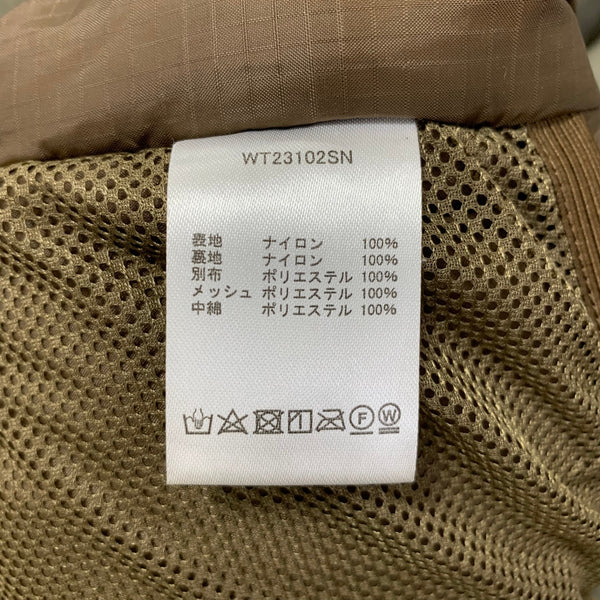 WT23102SN
表地 ナイロン 100%
裏地 ナイロン 100%
別布 ポリエステル 100%
メッシュ ポリエステル 100%
中綿 ポリエステル 100%
F W